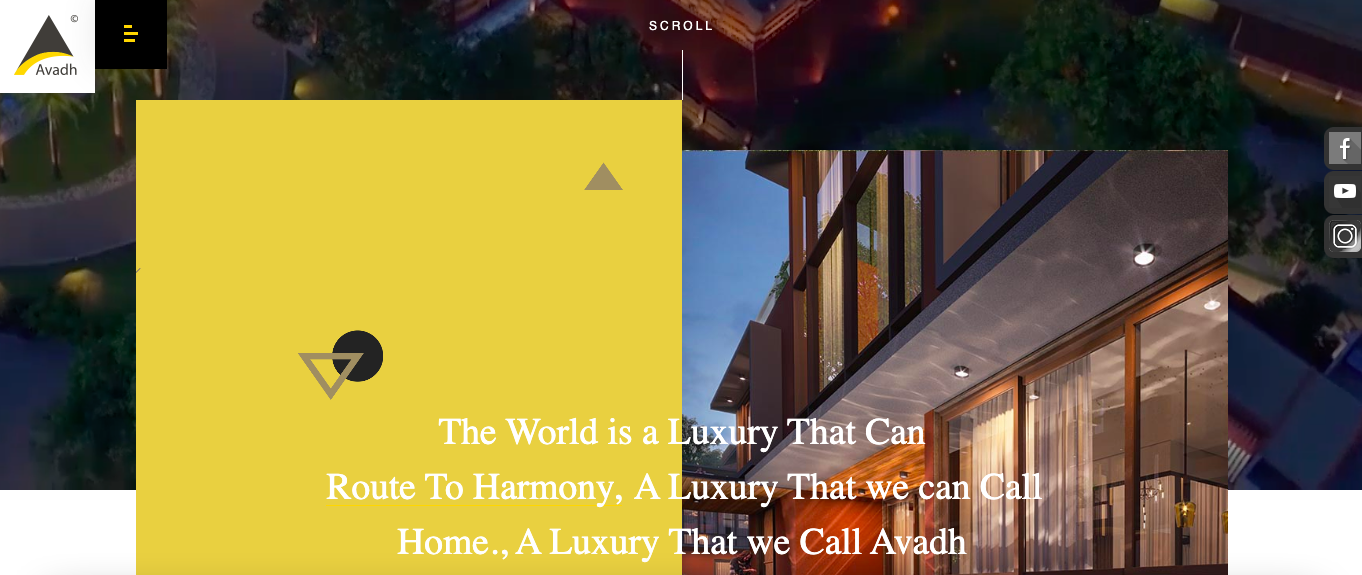 ©
Avadh
SCROLL
The World is a Luxury That Can
Route To Harmony, A Luxury That we can Call
Home., A Luxury That we Call Avadh